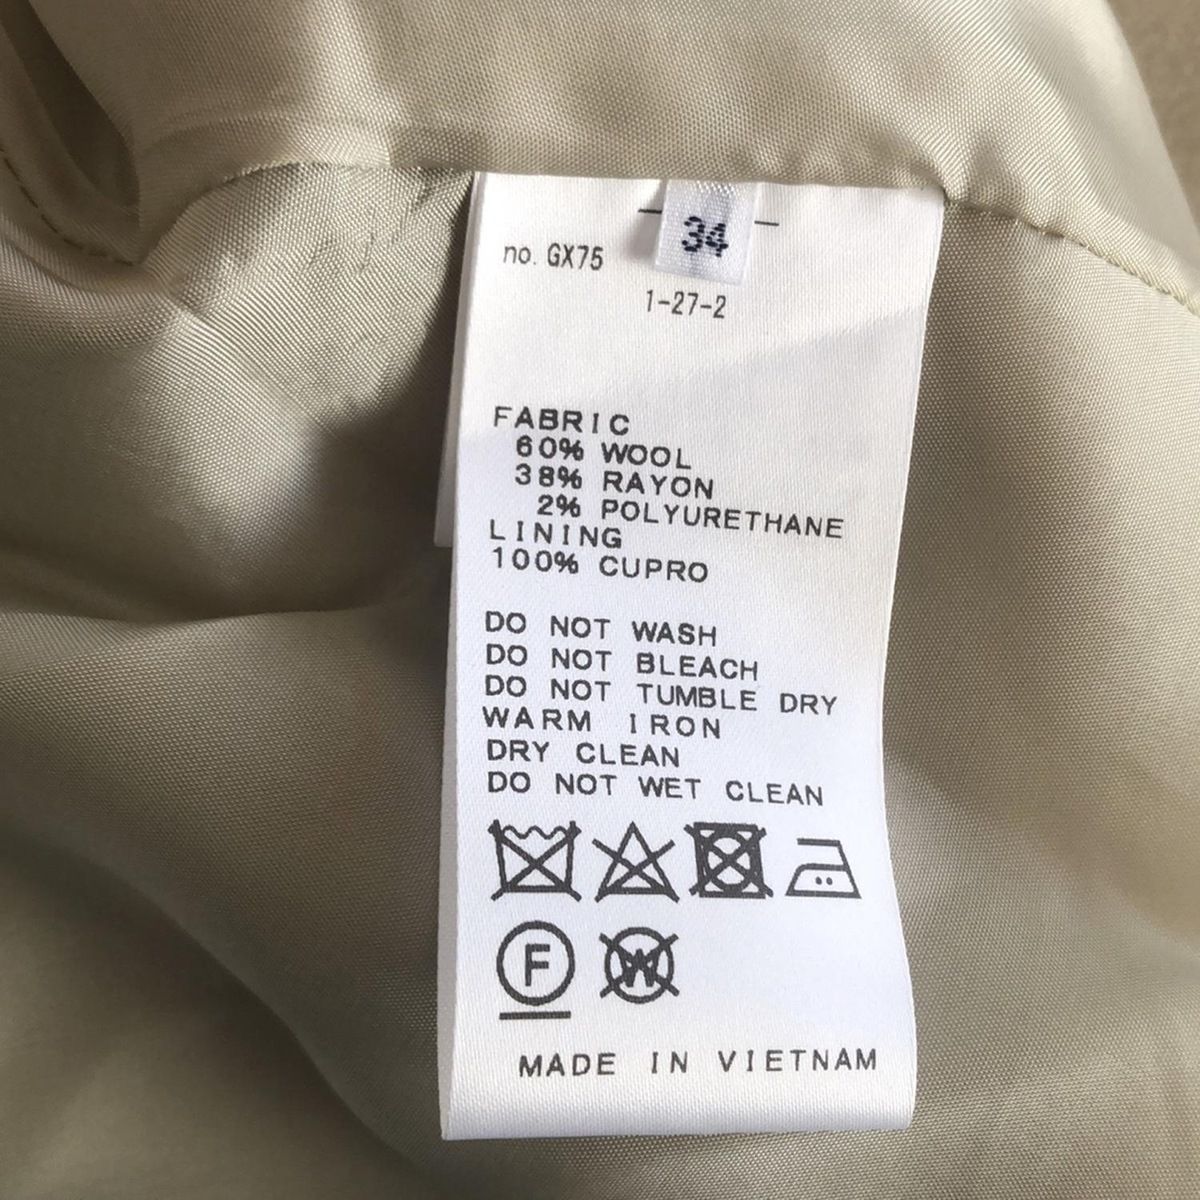 34
no. GX75
1-27-2
FABRIC
60% WOOL
38% RAYON
2% POLYURETHANE
LINING
100% CUPRO
DO NOT WASH
DO NOT BLEACH
DO NOT TUMBLE DRY
WARM IRON
DRY CLEAN
DO NOT WET CLEAN
F W
MADE IN VIETNAM